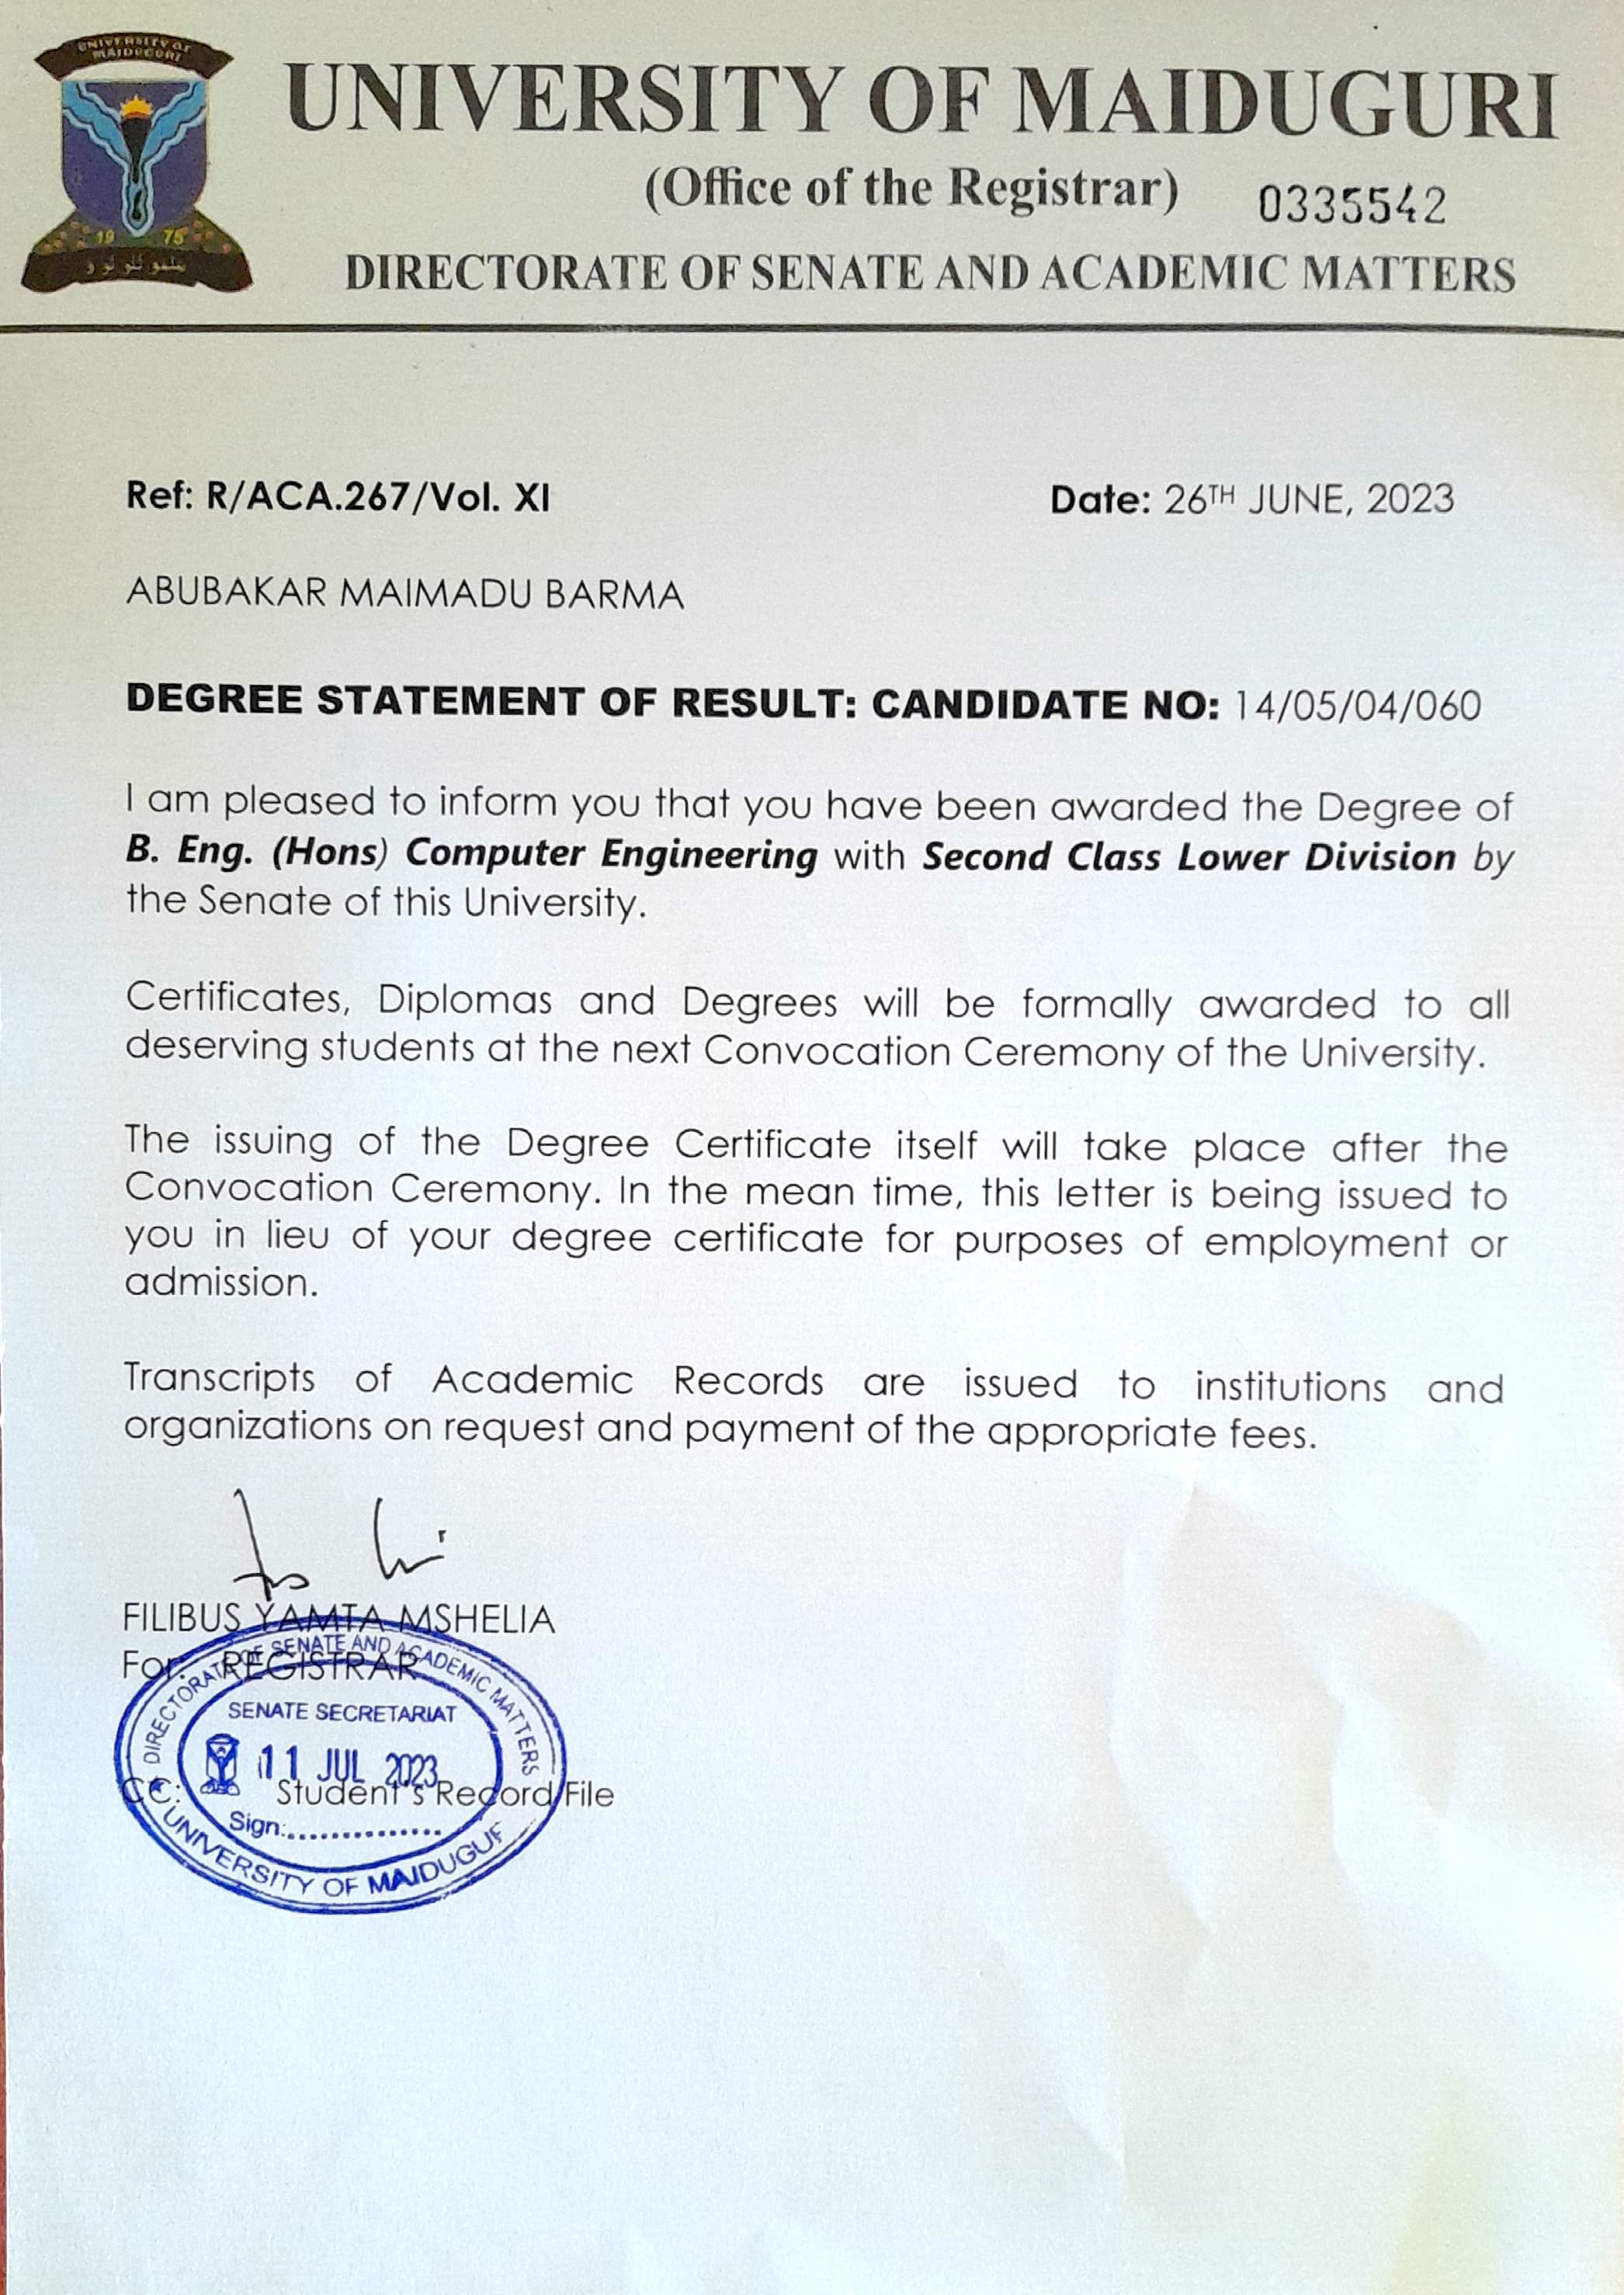 UNIVERSITY OF
MAIDUGURI
19 75
UNIVERSITY OF MAIDUGURI
(Office of the Registrar) 0335542
DIRECTORATE OF SENATE AND ACADEMIC MATTERS
Ref: R/ACA.267/Vol. XI Date: 26TH JUNE, 2023
ABUBAKAR MAIMADU BARMA
DEGREE STATEMENT OF RESULT: CANDIDATE NO: 14/05/04/060
I am pleased to inform you that you have been awarded the Degree of
B. Eng. (Hons) Computer Engineering with Second Class Lower Division by
the Senate of this University.
Certificates, Diplomas and Degrees will be formally awarded to all
deserving students at the next Convocation Ceremony of the University.
The issuing of the Degree Certificate itself will take place after the
Convocation Ceremony. In the mean time, this letter is being issued to
you in lieu of your degree certificate for purposes of employment or
admission.
Transcripts of Academic Records are issued to institutions and
organizations on request and payment of the appropriate fees.
FILIBUS YAMTA MSHELIA
For: REGISTRAR
DIRECTORATE OF SENATE AND ACADEMIC MATTERS
SENATE SECRETARIAT
11 JUL 2023
CC: Student's Record File
Sign:...............
UNIVERSITY OF MAIDUGUF